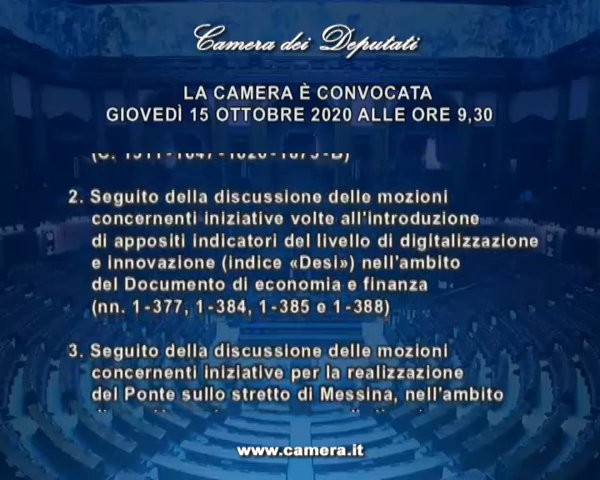 Camera dei Deputati
LA CAMERA È CONVOCATA
GIOVEDÌ 15 OTTOBRE 2020 ALLE ORE 9,30
2. Seguito della discussione delle mozioni
concernenti iniziative volte all'introduzione
di appositi indicatori del livello di digitalizzazione
e innovazione (indice «Desi») nell'ambito
del Documento di economia e finanza
(nn. 1-377, 1-384, 1-385 e 1-388)
3. Seguito della discussione delle mozioni
concernenti iniziative per la realizzazione
del Ponte sullo stretto di Messina, nell'ambito
www.camera.it